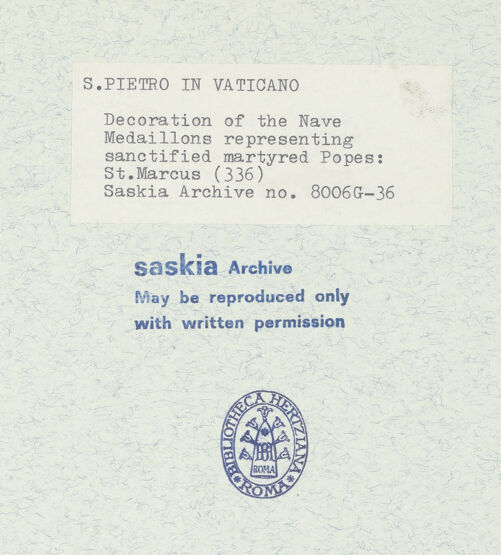 S.PIETRO IN VATICANO
Decoration of the Nave
Medaillons representing
sanctified martyred Popes:
St.Marcus (336)
Saskia Archive no. 8006G-36
saskia Archive
May be reproduced only
with written permission
BIBLIOTHECA HERTZIANA
ROMA
* ROMA *